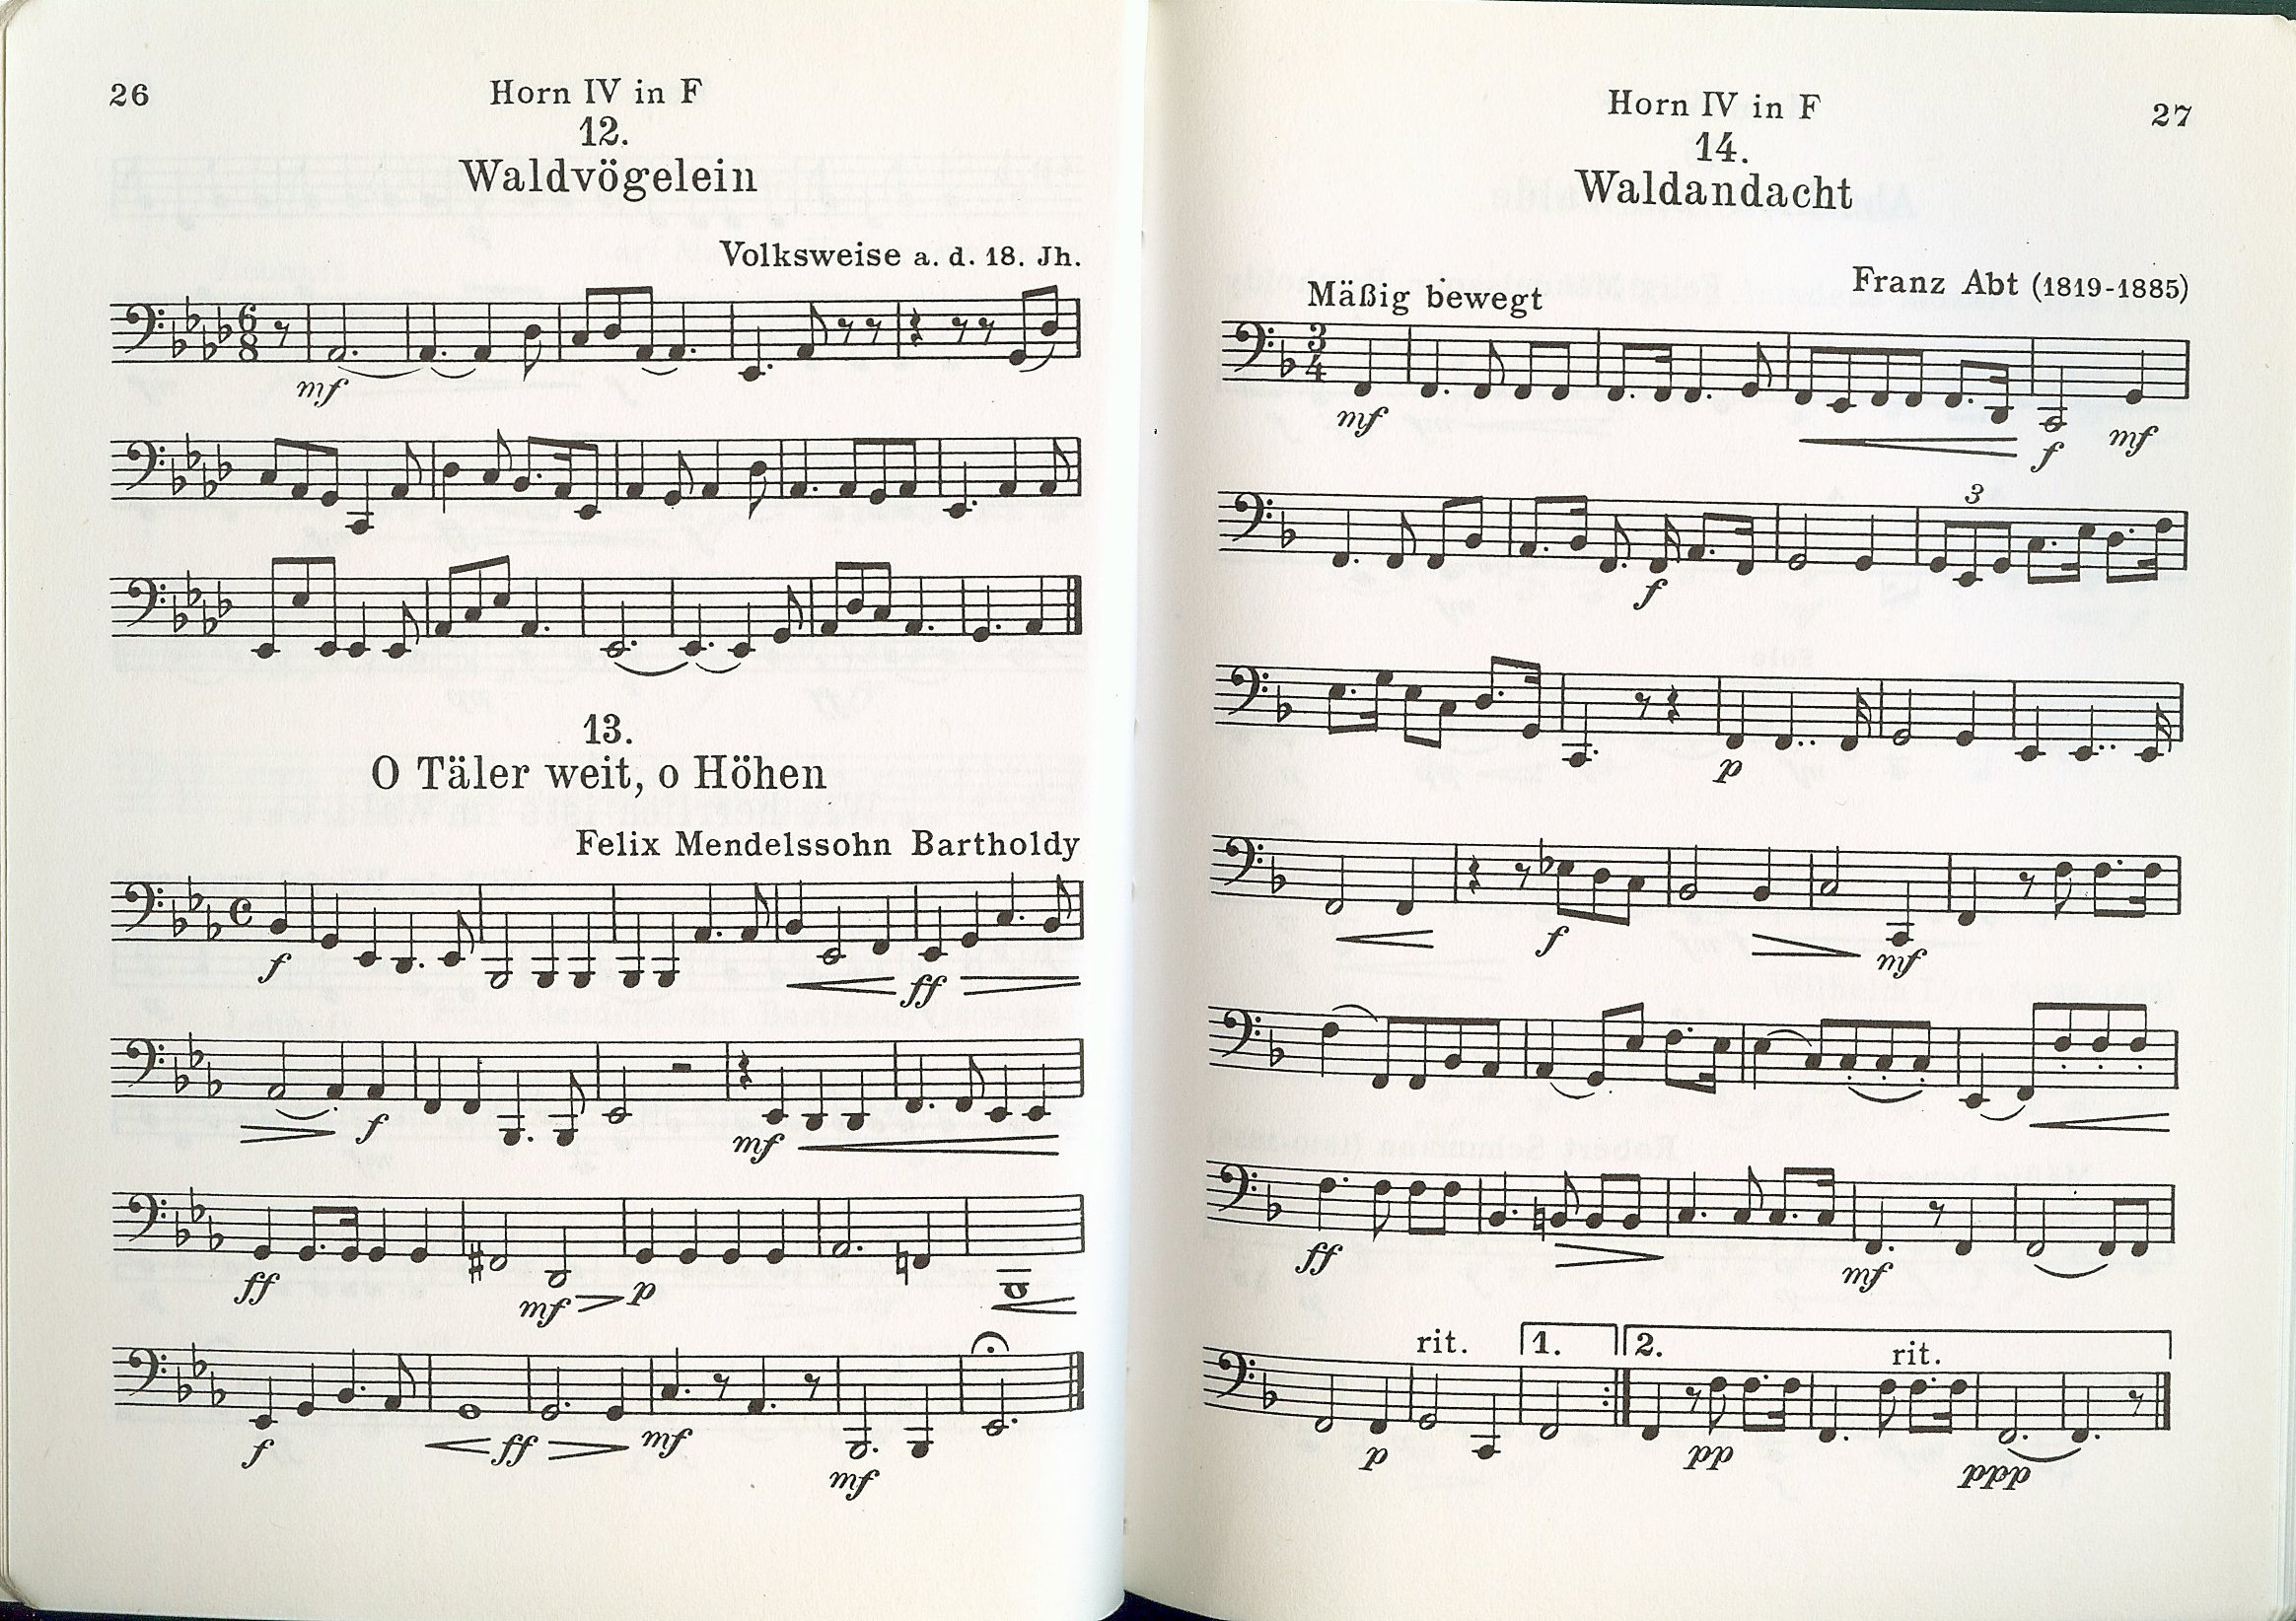 26
Horn IV in F
12.
Waldvögelein
Volksweise a. d. 18. Jh.
6
8
mf
13.
O Täler weit, o Höhen
Felix Mendelssohn Bartholdy
f
ff
f
mf
ff
mf
p
f
ff
mf
mf
Horn IV in F
27
14.
Waldandacht
Mäßig bewegt
Franz Abt (1819-1885)
3
4
mf
f
mf
3
f
p
f
mf
ff
mf
rit.
1.
2.
rit.
p
pp
ppp